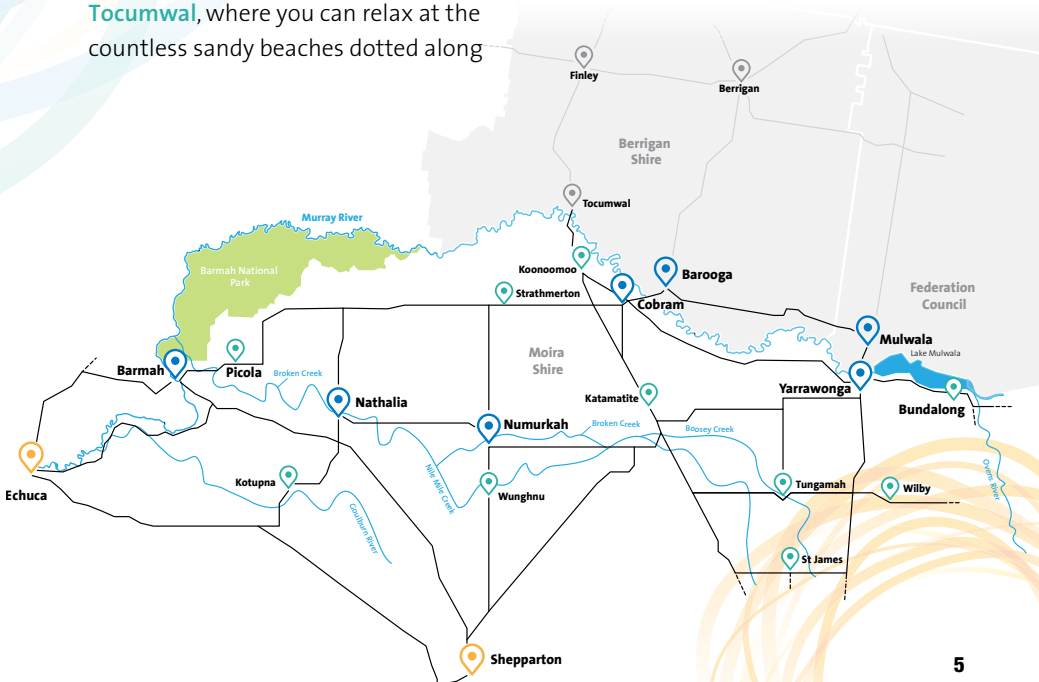 Tocumwal, where you can relax at the
countless sandy beaches dotted along
Finley
Berrigan
Berrigan
Shire
Tocumwal
Murray River
Koonoomoo
Barooga
Barmah National
Park
Strathmerton
Cobram
Federation
Council
Mulwala
Lake Mulwala
Moira
Shire
Barmah
Picola
Broken Creek
Yarrawonga
Bundalong
Nathalia
Katamatite
Numurkah
Broken Creek
Boosey Creek
Echuca
Kotupna
Nile Mile Creek
Wunghnu
Tungamah
Wilby
Ovens River
Goulburn River
St James
Shepparton
5